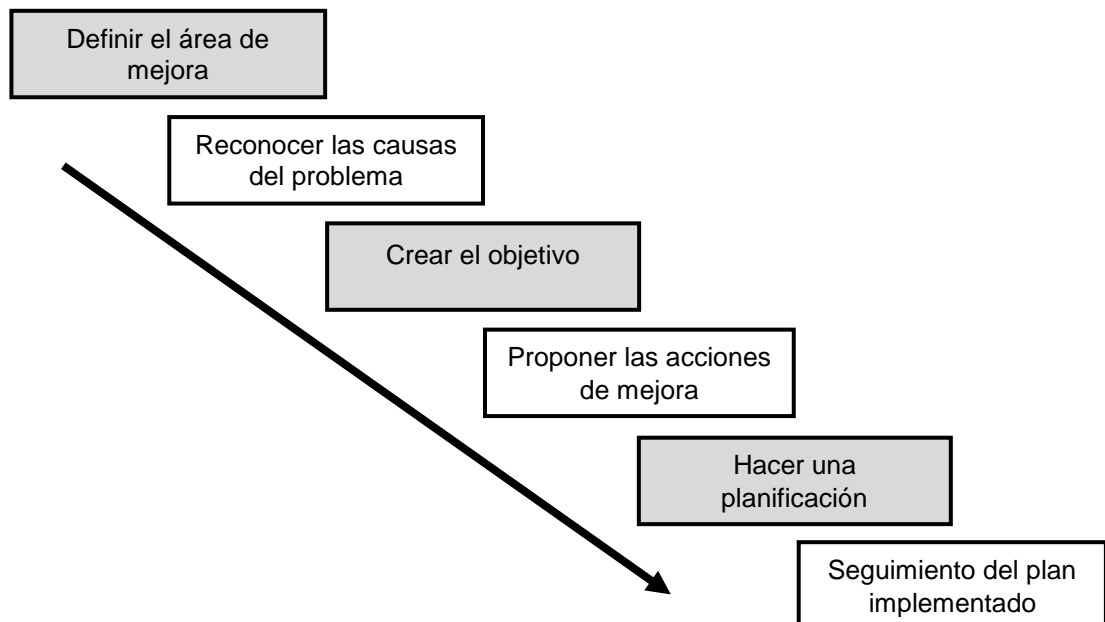 Definir el área de
mejora
Reconocer las causas
del problema
Crear el objetivo
Proponer las acciones
de mejora
Hacer una
planificación
Seguimiento del plan
implementado